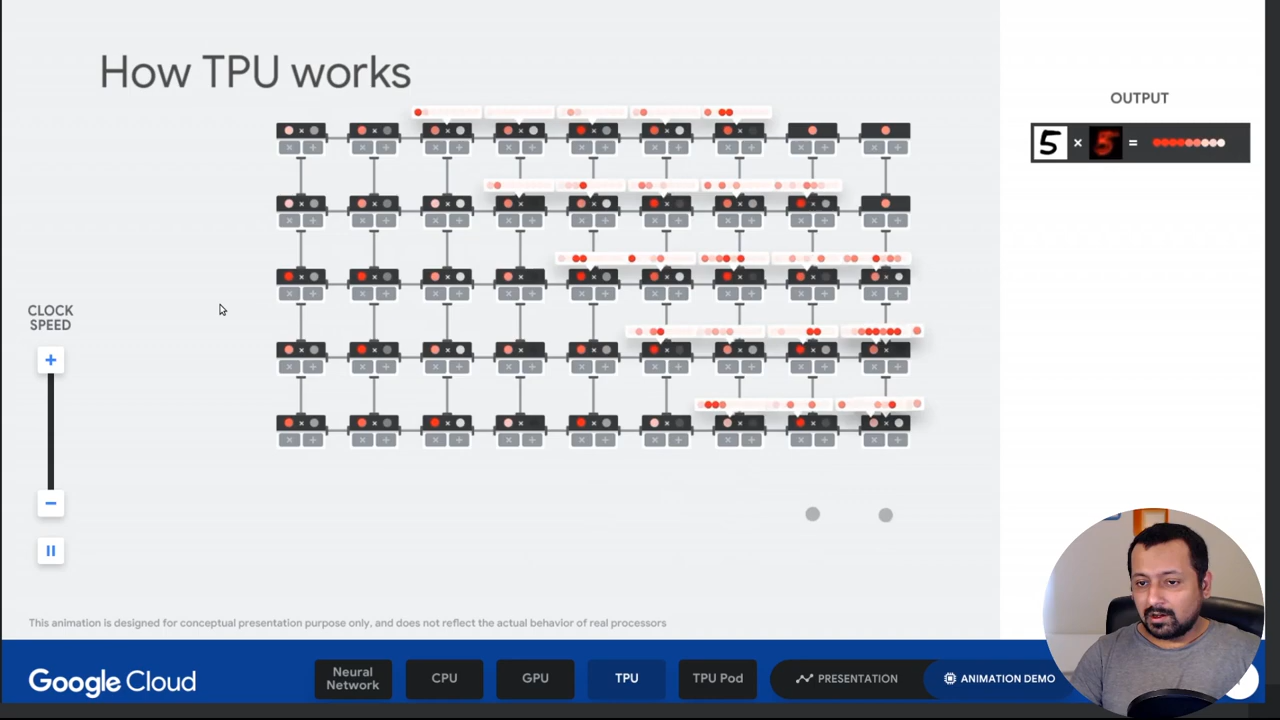 How TPU works
OUTPUT
5 × 5 =
CLOCK
SPEED
+
−
This animation is designed for conceptual presentation purpose only, and does not reflect the actual behavior of real processors
Google Cloud
Neural
Network
CPU
GPU
TPU
TPU Pod
PRESENTATION
ANIMATION DEMO